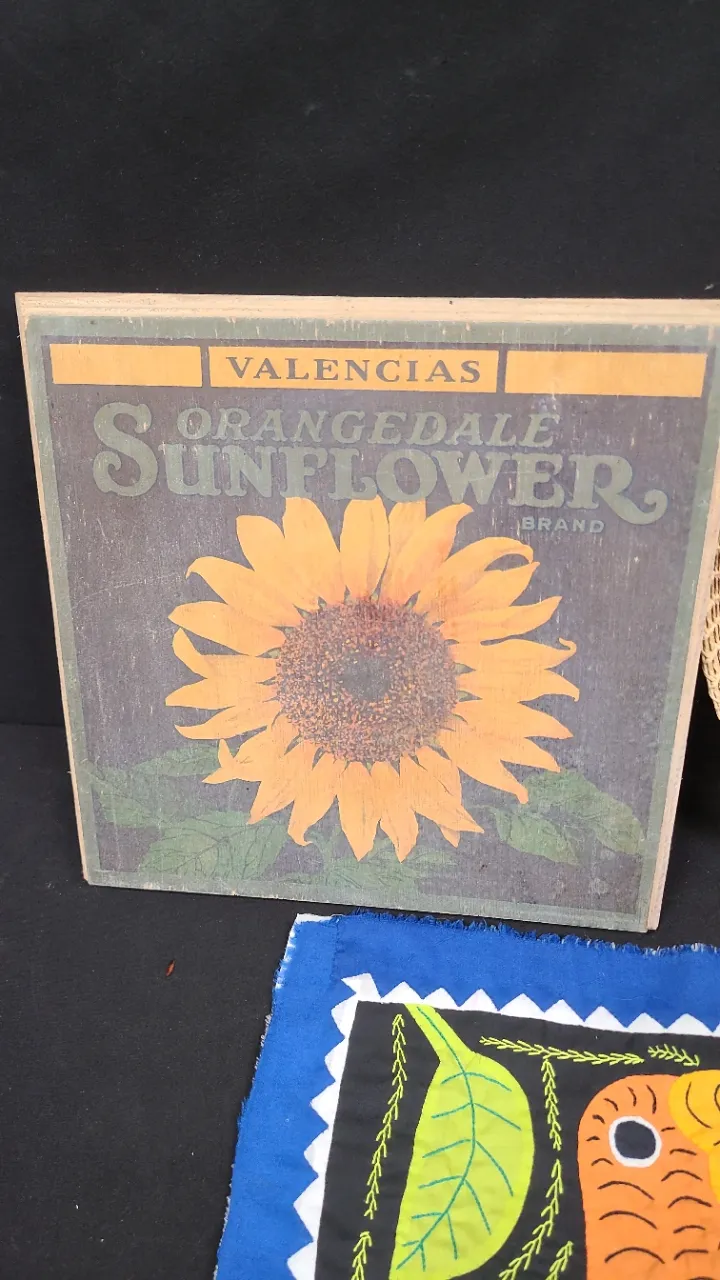 VALENCIAS
ORANGEDALE
SUNFLOWER
BRAND